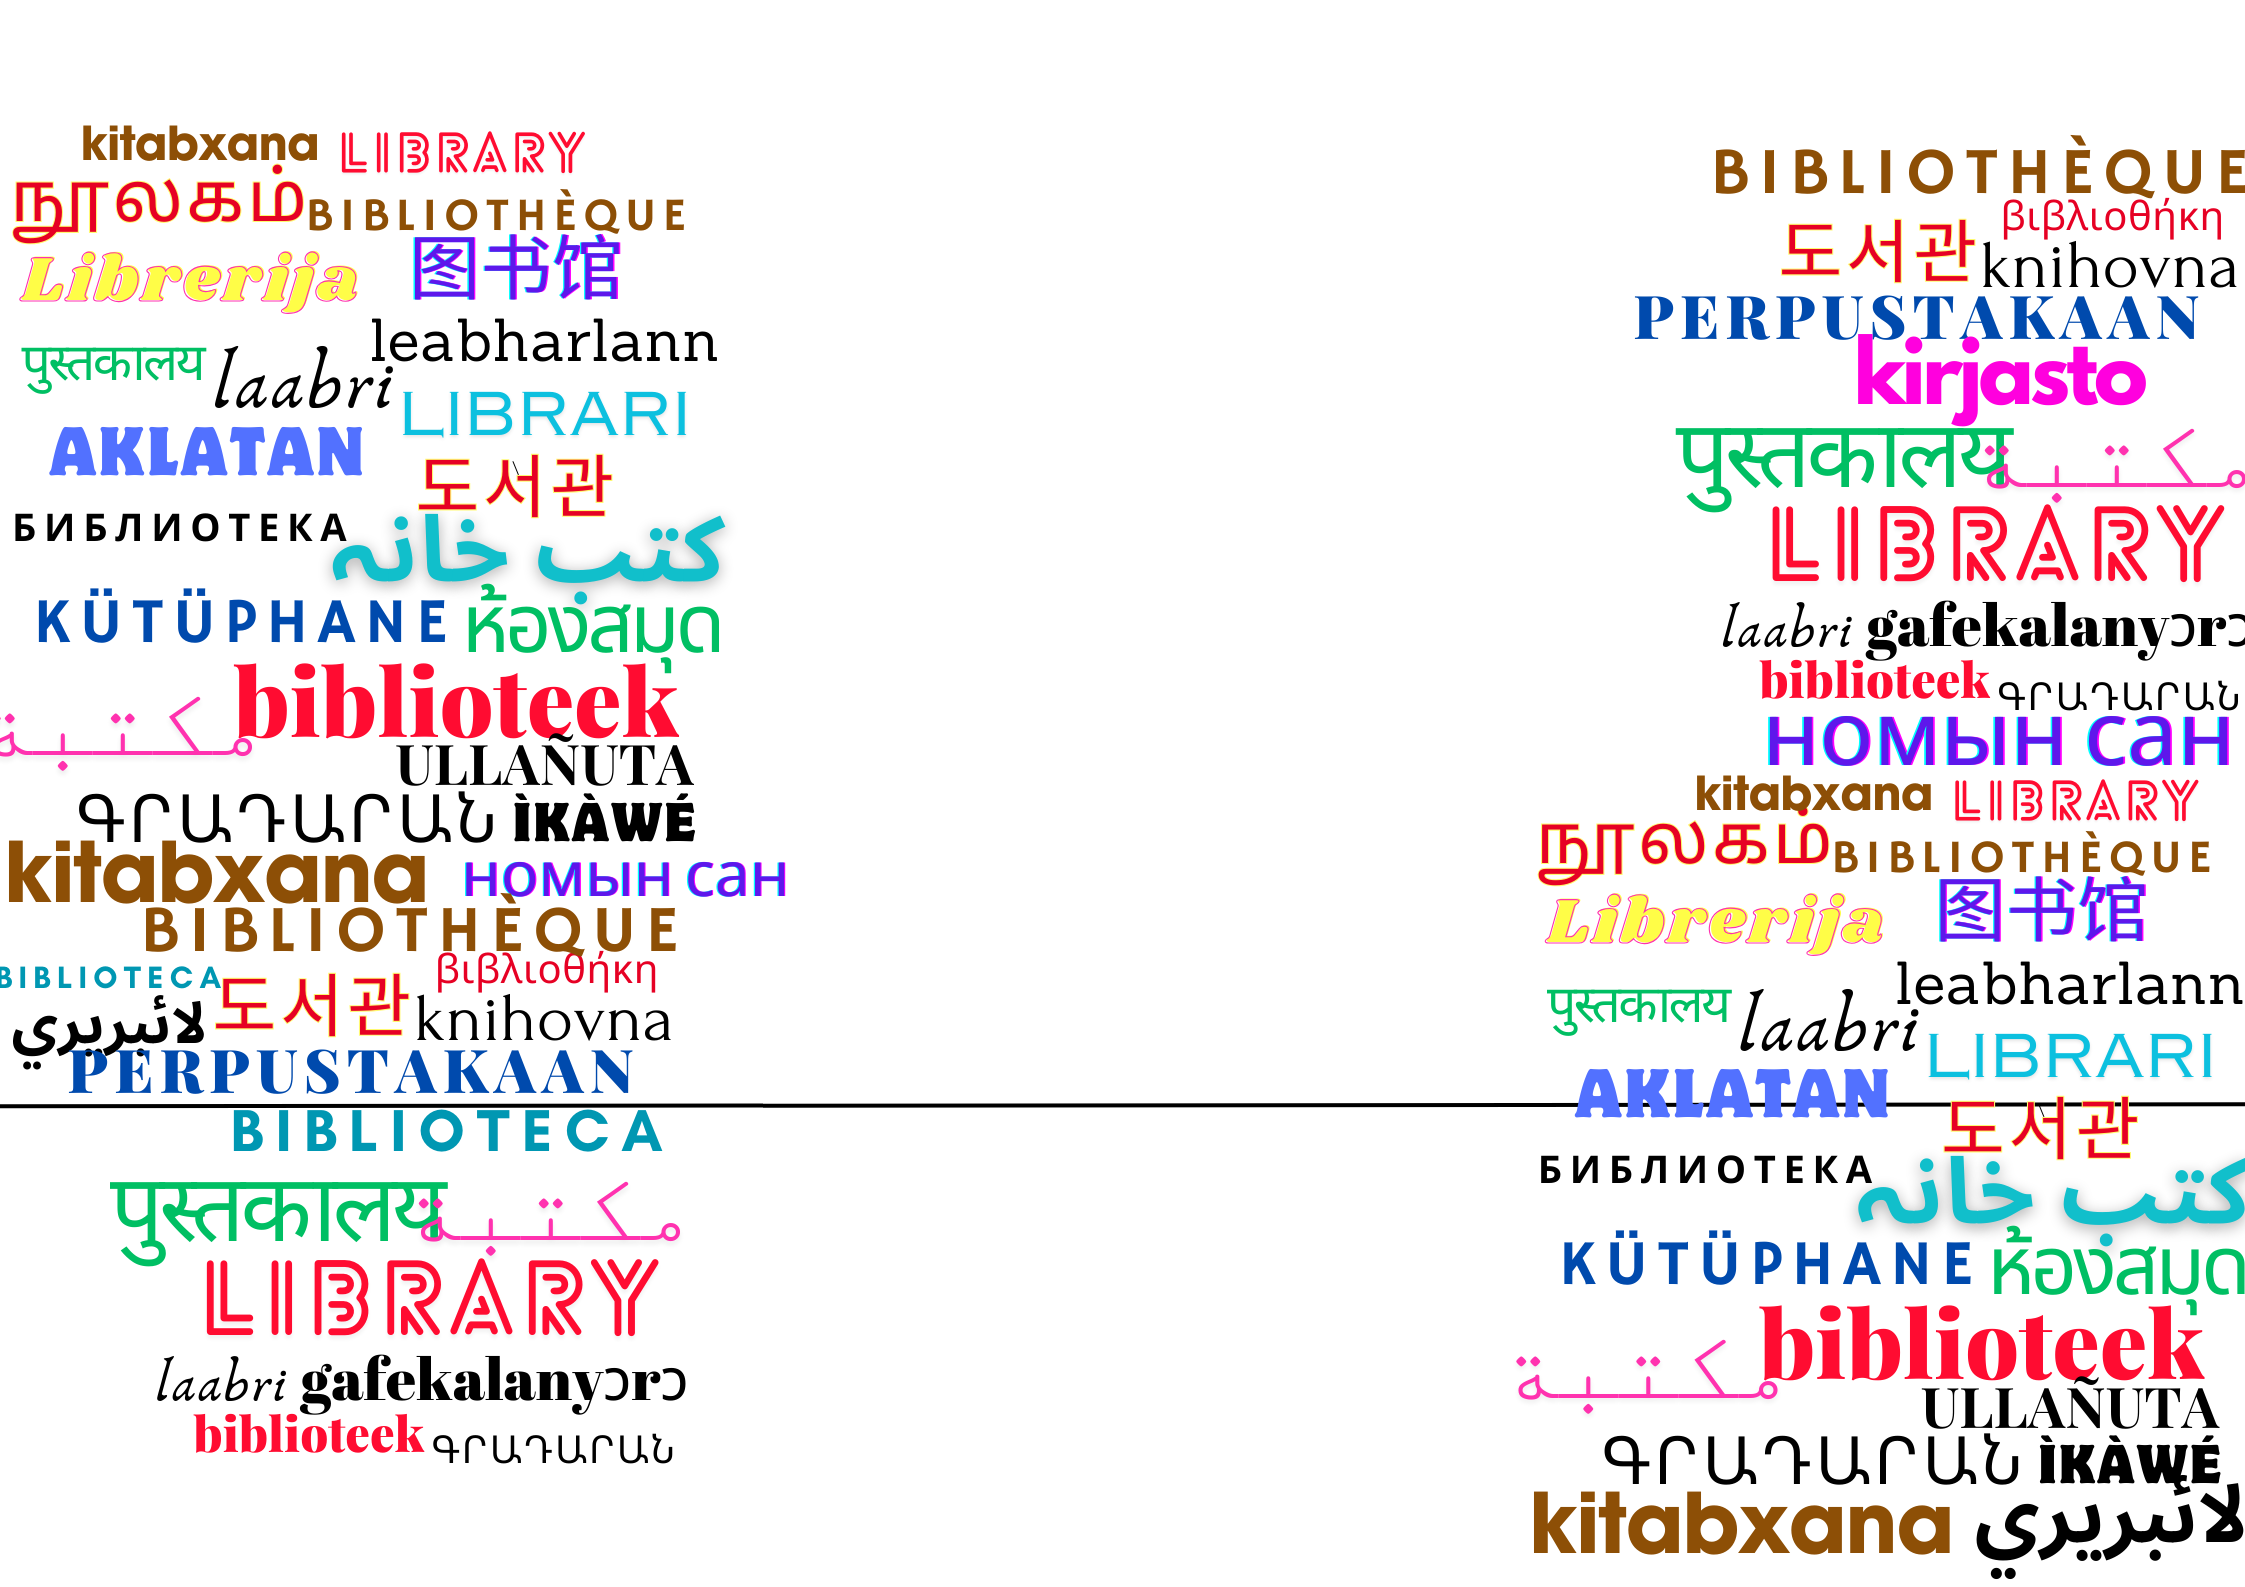 kitabxana LIBRARY
நூலகம் BIBLIOTHÈQUE
Librerija 图书馆
leabharlann
पुस्तकालय laabri
LIBRARI
AKLATAN
도서관
БИБЛИОТЕКА
کتب خانہ
KÜTÜPHANE ห้องสมุด
biblioteek
مكتبة
ULLAÑUTA
ԳՐԱԴԱՐԱՆ ÌKÀWÉ
kitabxana номын сан
BIBLIOTHÈQUE
BIBLIOTECA βιβλιοθήκη
لائبريري 도서관 knihovna
PERPUSTAKAAN
BIBLIOTECA
पुस्तकालय مكتبة
LIBRARY
laabri gafekalanyɔrɔ
biblioteek ԳՐԱԴԱՐԱՆ
BIBLIOTHÈQUE
βιβλιοθήκη
도서관 knihovna
PERPUSTAKAAN
kirjasto
पुस्तकालय مكتبة
LIBRARY
laabri gafekalanyɔrɔ
biblioteek ԳՐԱԴԱՐԱՆ
номын сан
kitabxana LIBRARY
நூலகம் BIBLIOTHÈQUE
Librerija 图书馆
leabharlann
पुस्तकालय laabri
LIBRARI
AKLATAN
도서관
БИБЛИОТЕКА
کتب خانہ
KÜTÜPHANE ห้องสมุด
biblioteek
مكتبة
ULLAÑUTA
ԳՐԱԴԱՐԱՆ ÌKÀWÉ
kitabxana لائبريري